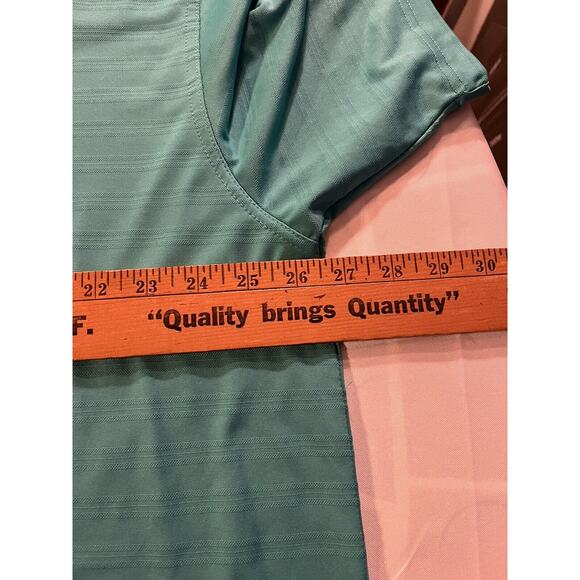 22 23 24 25 26 27 28 29 30
F. “Quality brings Quantity”